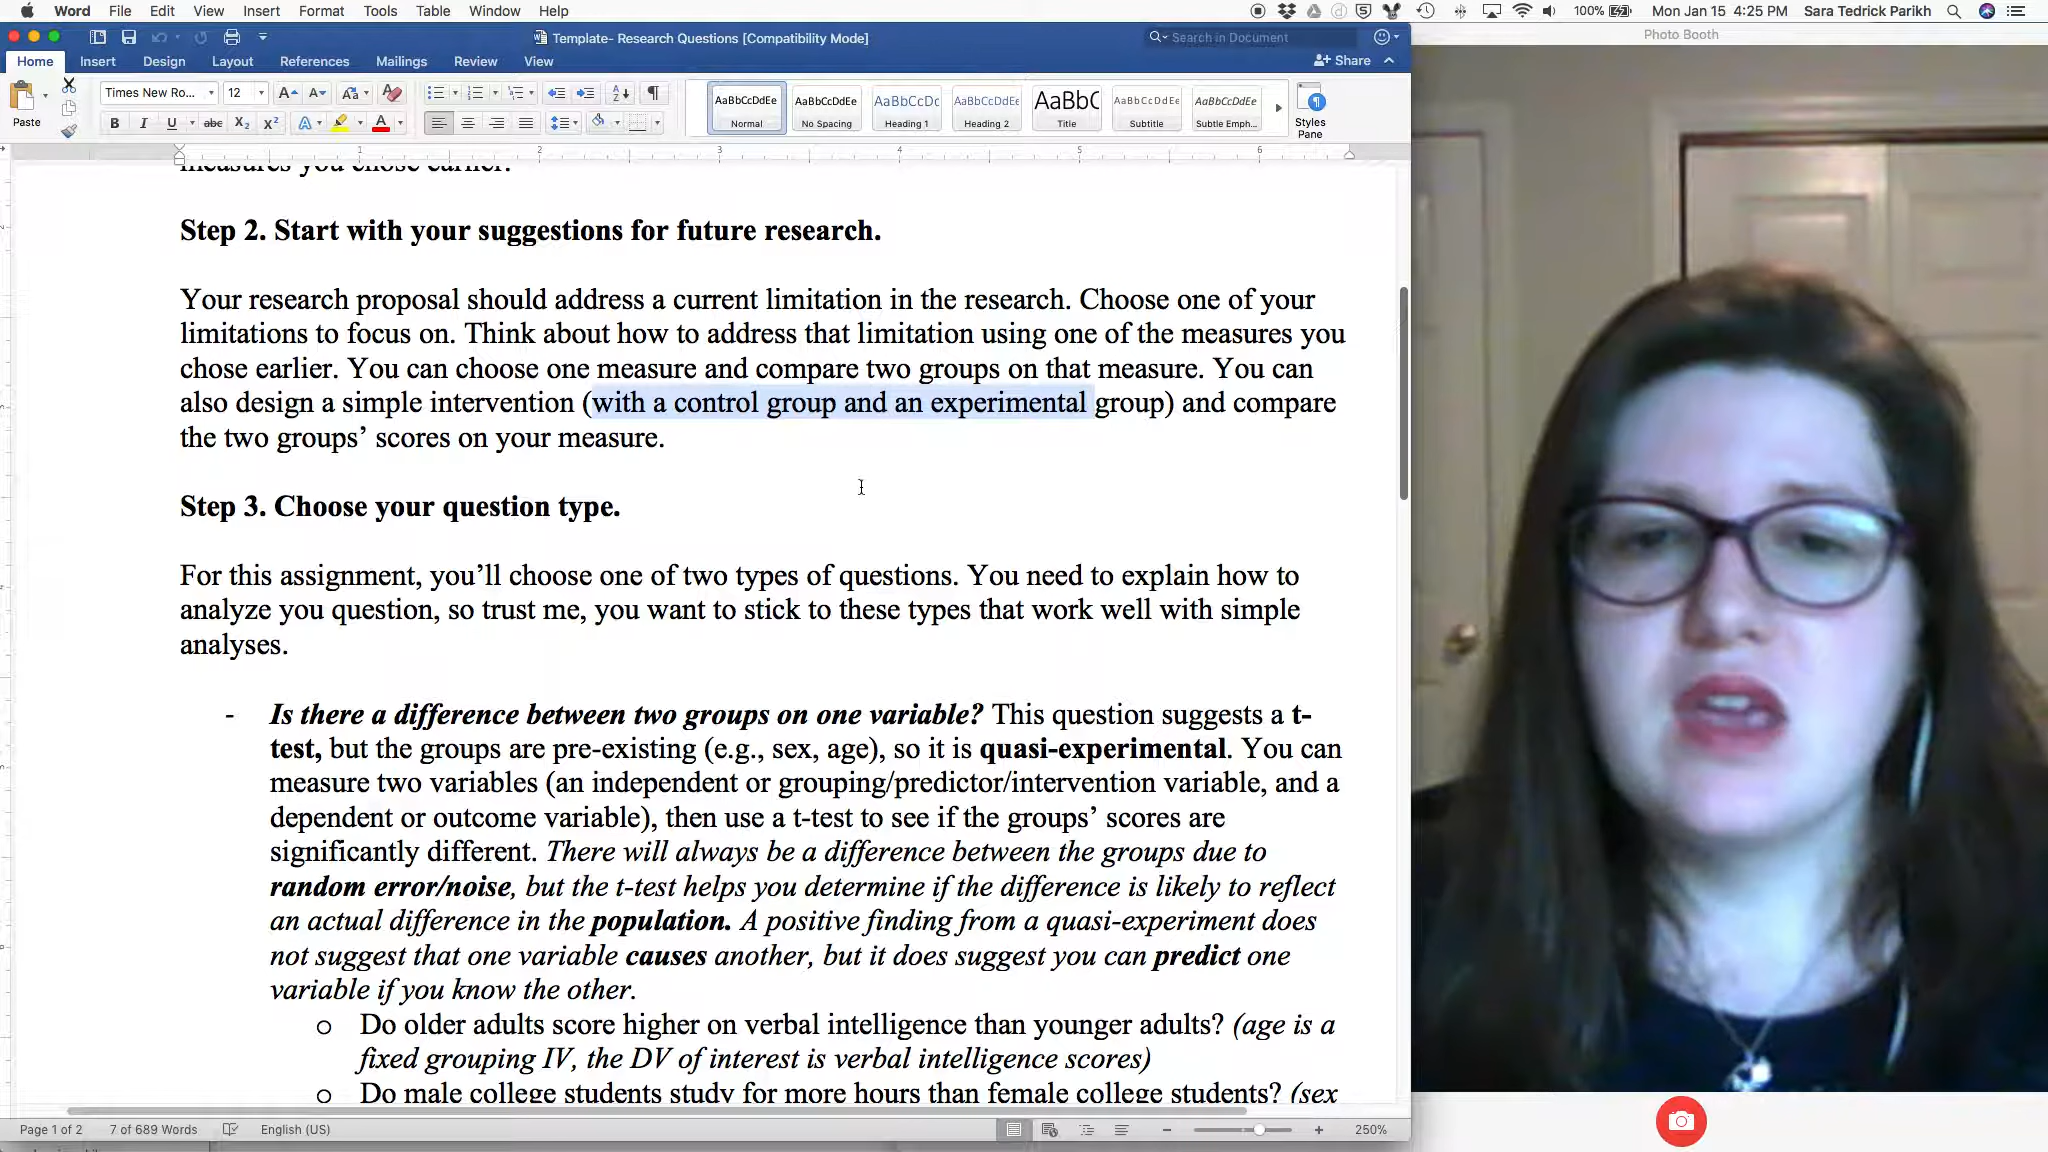 Word File Edit View Insert Format Tools Table Window Help
100% Mon Jan 15 4:25 PM Sara Tedrick Parikh
Template- Research Questions [Compatibility Mode]
Search in Document
Photo Booth
Home Insert Design Layout References Mailings Review View
Share
Paste
Times New Ro... 12
AaBbCcDdEe AaBbCcDdEe AaBbCcDc AaBbCcDdEe AaBbC AaBbCcDdEe AaBbCcDdEe
Normal No Spacing Heading 1 Heading 2 Title Subtitle Subtle Emph...
Styles
Pane
1 2 3 4 5 6
measures you chose earlier.
Step 2. Start with your suggestions for future research.
Your research proposal should address a current limitation in the research. Choose one of your
limitations to focus on. Think about how to address that limitation using one of the measures you
chose earlier. You can choose one measure and compare two groups on that measure. You can
also design a simple intervention (with a control group and an experimental group) and compare
the two groups’ scores on your measure.
Step 3. Choose your question type.
For this assignment, you’ll choose one of two types of questions. You need to explain how to
analyze you question, so trust me, you want to stick to these types that work well with simple
analyses.
- Is there a difference between two groups on one variable? This question suggests a t-
test, but the groups are pre-existing (e.g., sex, age), so it is quasi-experimental. You can
measure two variables (an independent or grouping/predictor/intervention variable, and a
dependent or outcome variable), then use a t-test to see if the groups’ scores are
significantly different. There will always be a difference between the groups due to
random error/noise, but the t-test helps you determine if the difference is likely to reflect
an actual difference in the population. A positive finding from a quasi-experiment does
not suggest that one variable causes another, but it does suggest you can predict one
variable if you know the other.
o Do older adults score higher on verbal intelligence than younger adults? (age is a
fixed grouping IV, the DV of interest is verbal intelligence scores)
o Do male college students study for more hours than female college students? (sex
Page 1 of 2 7 of 689 Words English (US)
250%